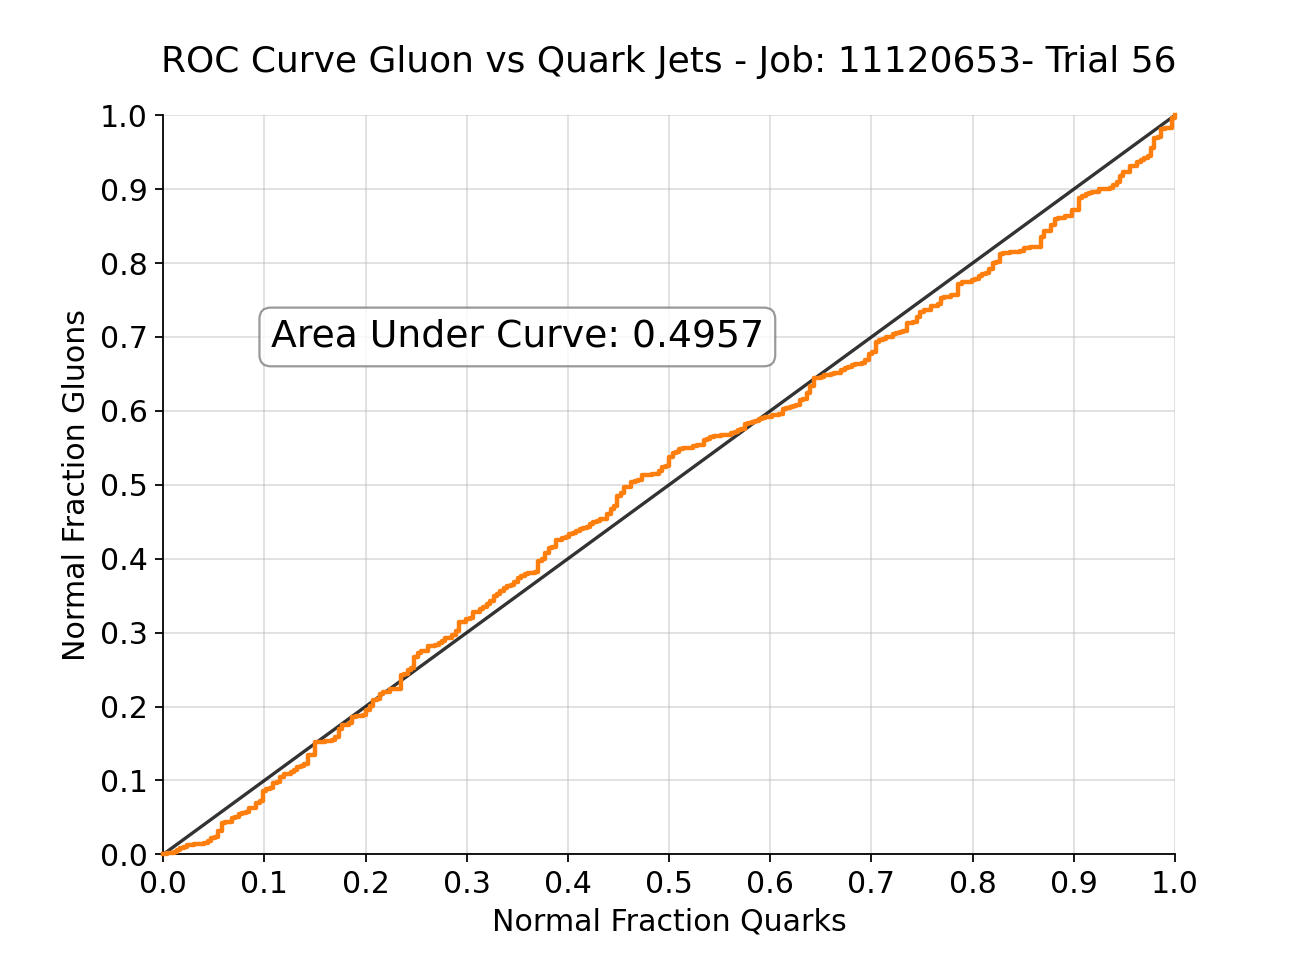 ROC Curve Gluon vs Quark Jets - Job: 11120653- Trial 56
1.0
0.9
0.8
0.7
0.6
0.5
0.4
0.3
0.2
0.1
0.0
Normal Fraction Gluons
Area Under Curve: 0.4957
0.0 0.1 0.2 0.3 0.4 0.5 0.6 0.7 0.8 0.9 1.0
Normal Fraction Quarks